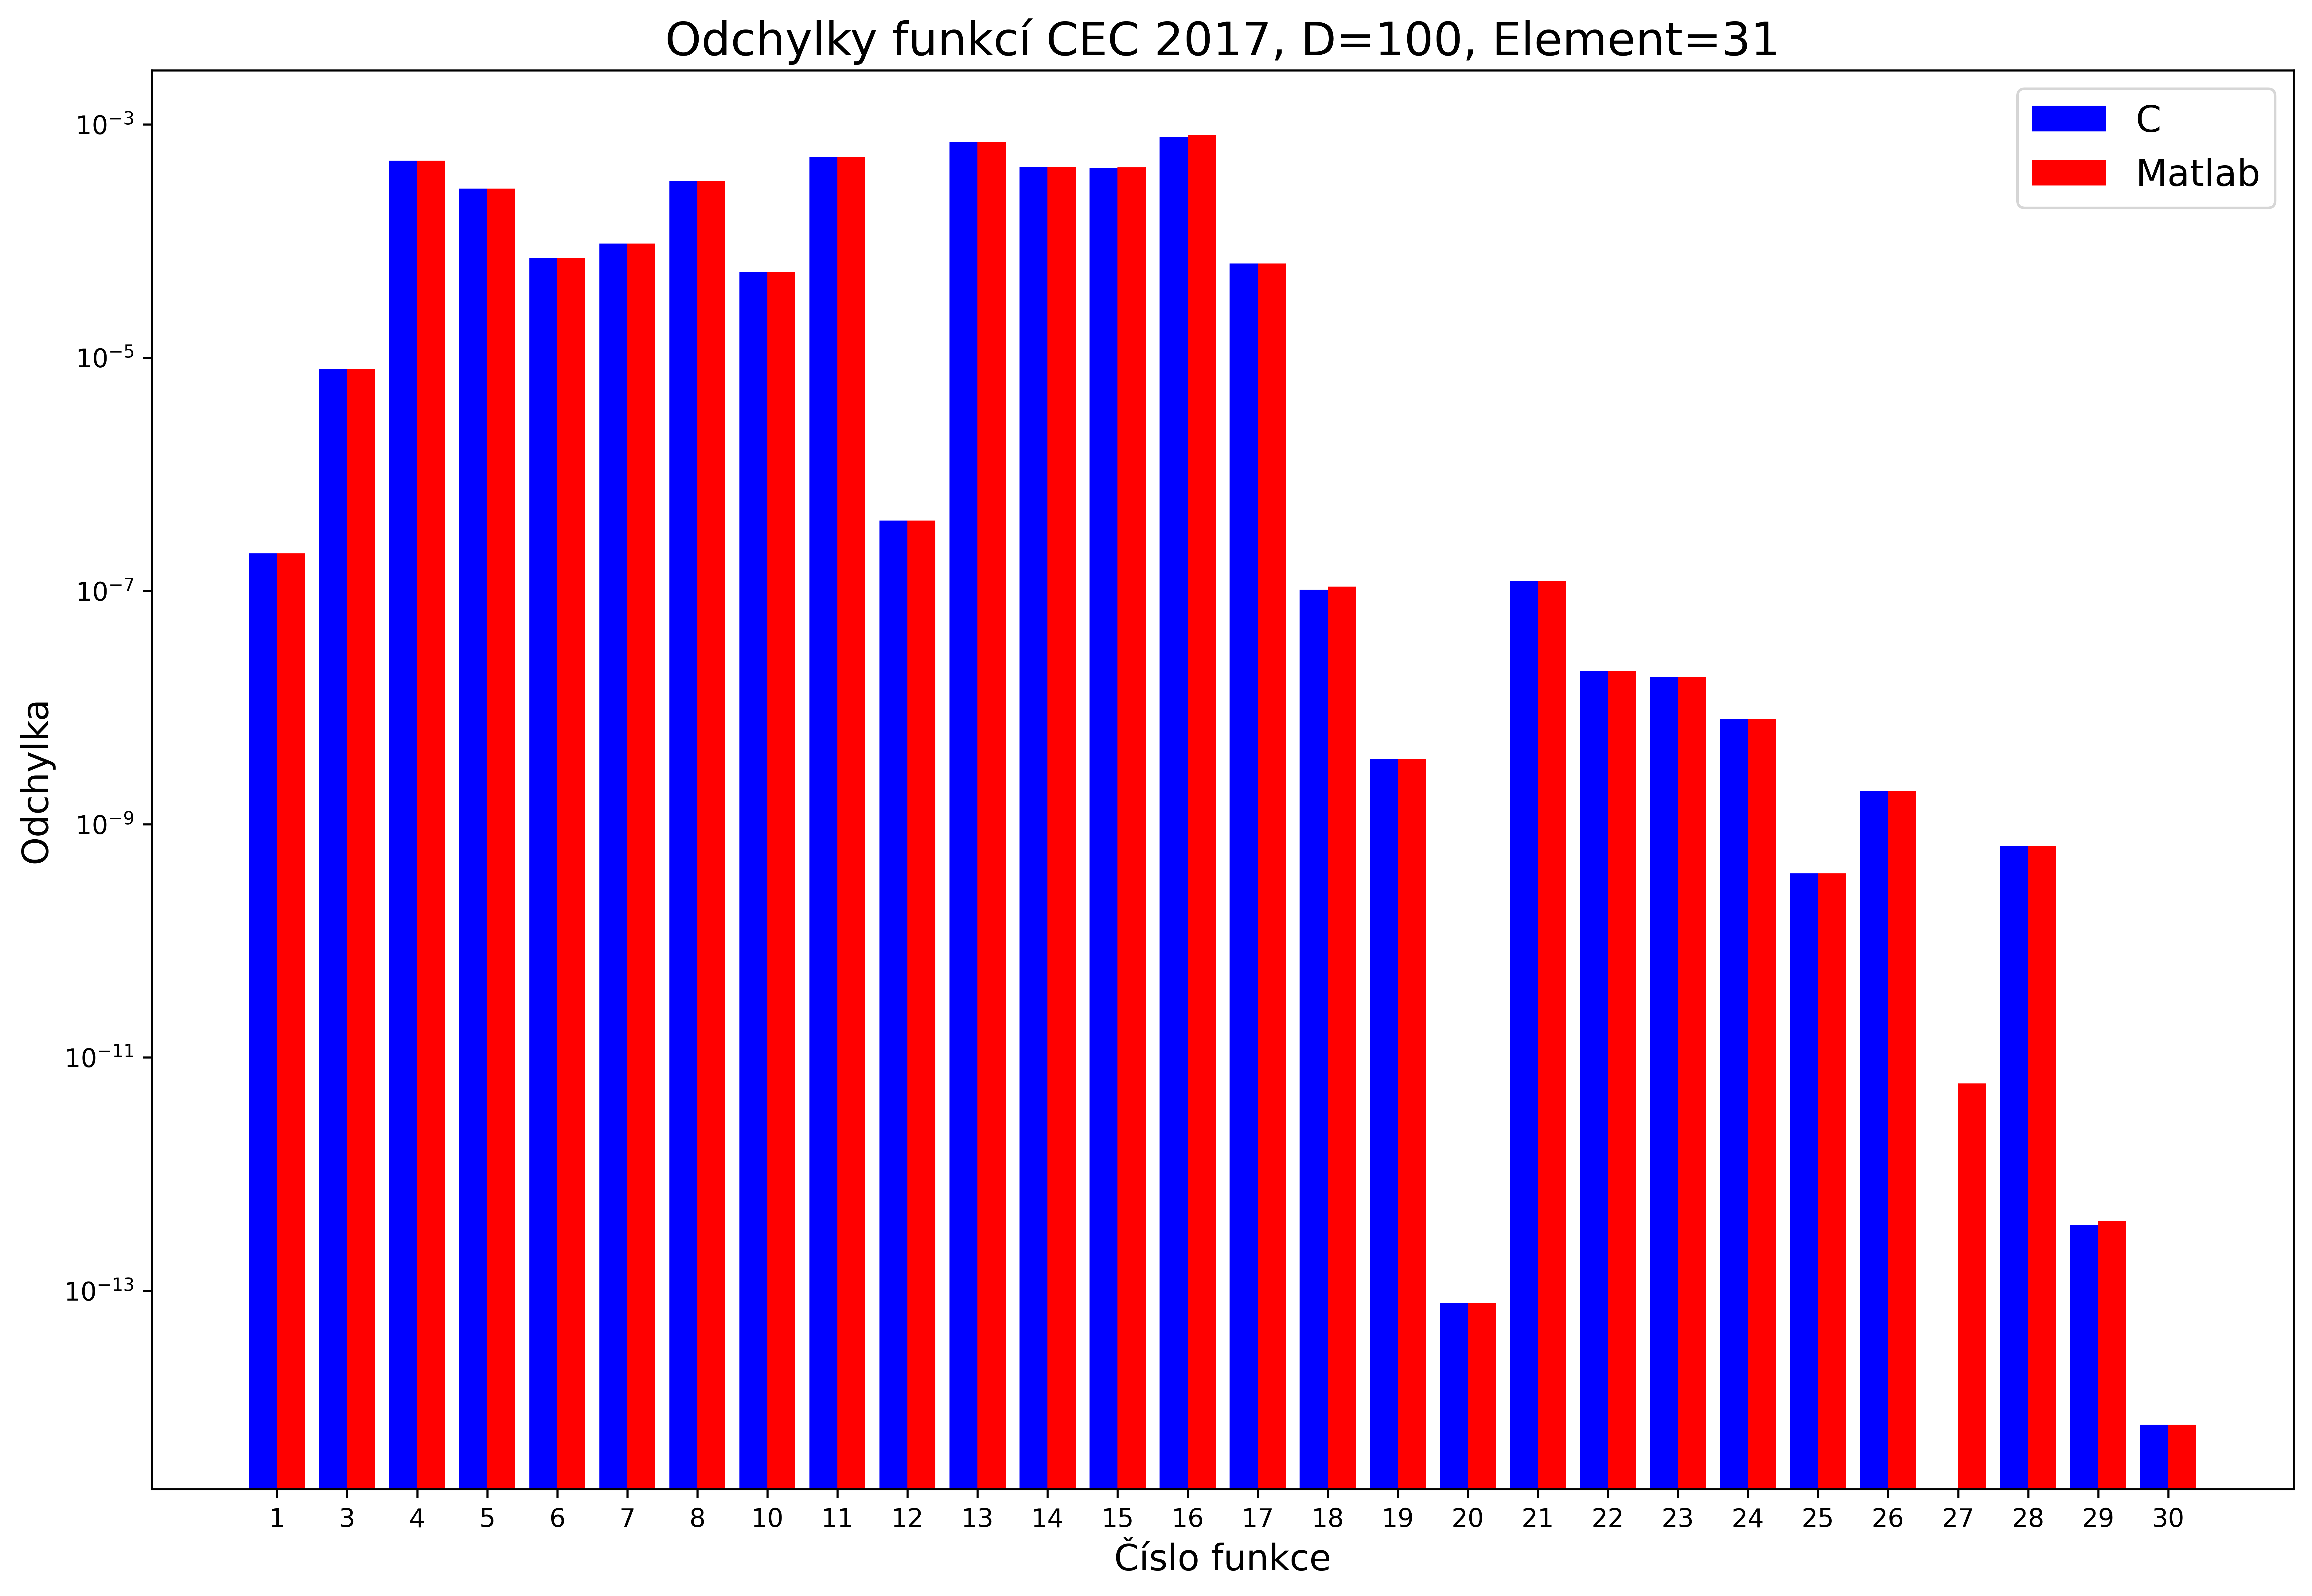 Odchylky funkcí CEC 2017, D=100, Element=31
C
Matlab
Odchylka
10⁻³
10⁻⁵
10⁻⁷
10⁻⁹
10⁻¹¹
10⁻¹³
1 3 4 5 6 7 8 10 11 12 13 14 15 16 17 18 19 20 21 22 23 24 25 26 27 28 29 30
Číslo funkce